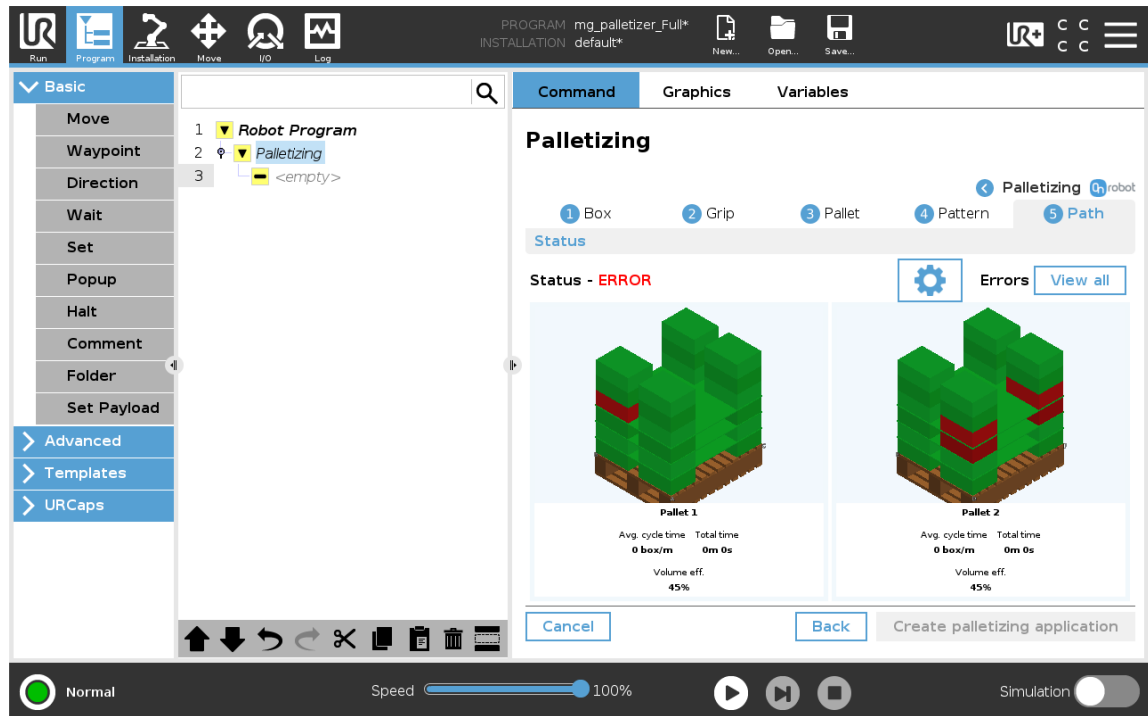 PROGRAM mg_palletizer_Full*
INSTALLATION default*
UR
Run Program Installation Move I/O Log
New... Open... Save...
UR+
C C
C C
Basic
Move
Waypoint
Direction
Wait
Set
Popup
Halt
Comment
Folder
Set Payload
Advanced
Templates
URCaps
1 Robot Program
2 Palletizing
3 <empty>
Command Graphics Variables
Palletizing
Palletizing On robot
1 Box 2 Grip 3 Pallet 4 Pattern 5 Path
Status
Status - ERROR Errors View all
Pallet 1
Avg. cycle time Total time
0 box/m 0m 0s
Volume eff.
45%
Pallet 2
Avg. cycle time Total time
0 box/m 0m 0s
Volume eff.
45%
Cancel Back Create palletizing application
Normal Speed 100% Simulation